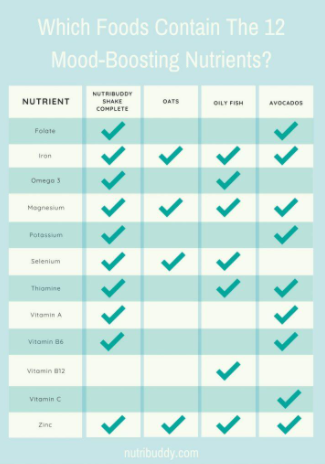 Which Foods Contain The 12
Mood-Boosting Nutrients?
NUTRIENT
NUTRIBUDDY
SHAKE
COMPLETE
OATS
OILY FISH
AVOCADOS
Folate
Iron
Omega 3
Magnesium
Potassium
Selenium
Thiamine
Vitamin A
Vitamin B6
Vitamin B12
Vitamin C
Zinc
nutribuddy.com